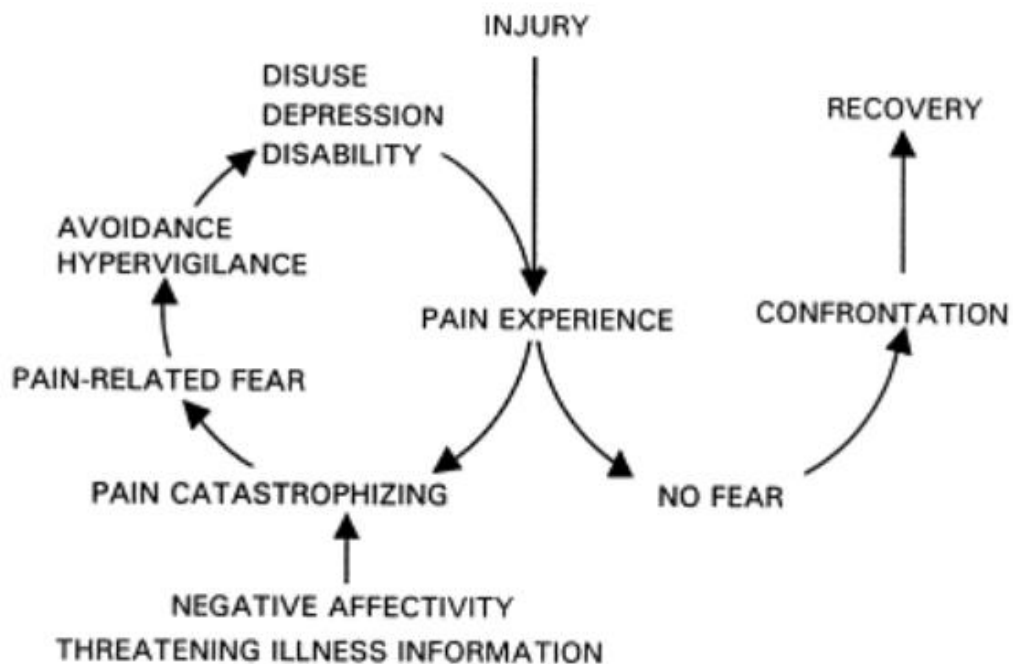 INJURY
DISUSE
DEPRESSION
DISABILITY
RECOVERY
AVOIDANCE
HYPERVIGILANCE
PAIN EXPERIENCE
CONFRONTATION
PAIN-RELATED FEAR
PAIN CATASTROPHIZING
NO FEAR
NEGATIVE AFFECTIVITY
THREATENING ILLNESS INFORMATION